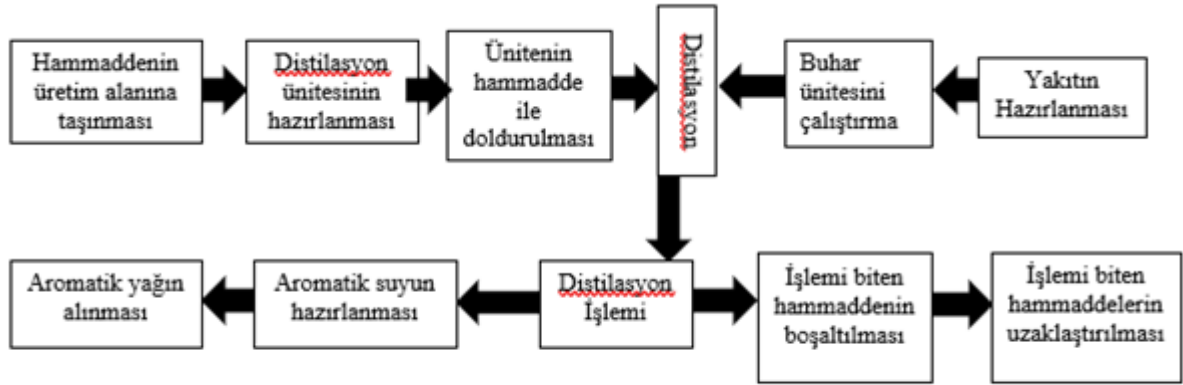 Hammaddenin
üretim alanına
taşınması
Distilasyon
ünitesinin
hazırlanması
Ünitenin
hammadde
ile
doldurulması
Distilasyon
Buhar
ünitesini
çalıştırma
Yakıtın
Hazırlanması
Aromatik yağın
alınması
Aromatik suyun
hazırlanması
Distilasyon
İşlemi
İşlemi biten
hammaddenin
boşaltılması
İşlemi biten
hammaddelerin
uzaklaştırılması